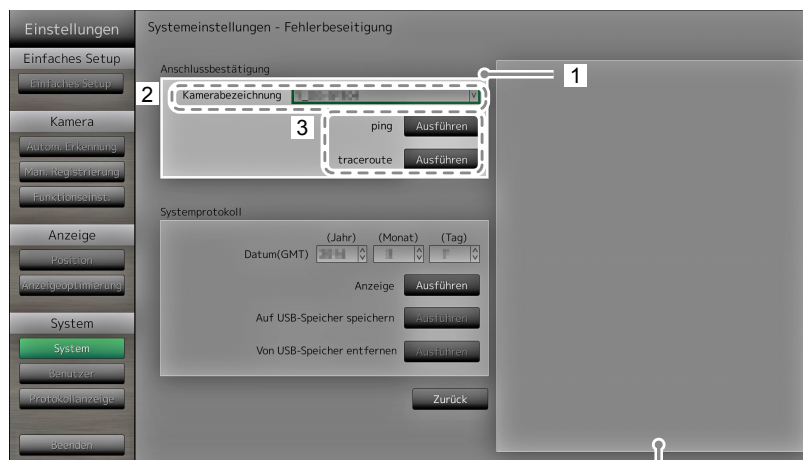 Einstellungen
Einfaches Setup
Einfaches Setup
Kamera
Autom. Erkennung
Man. Registrierung
Funktionseinst.
Anzeige
Position
Anzeigeoptimierung
System
System
Benutzer
Protokollanzeige
Beenden
Systemeinstellungen - Fehlerbeseitigung
Anschlussbestätigung
1
2
Kamerabezeichnung
3
ping Ausführen
traceroute Ausführen
Systemprotokoll
(Jahr) (Monat) (Tag)
Datum(GMT)
Anzeige Ausführen
Auf USB-Speicher speichern Ausführen
Von USB-Speicher entfernen Ausführen
Zurück